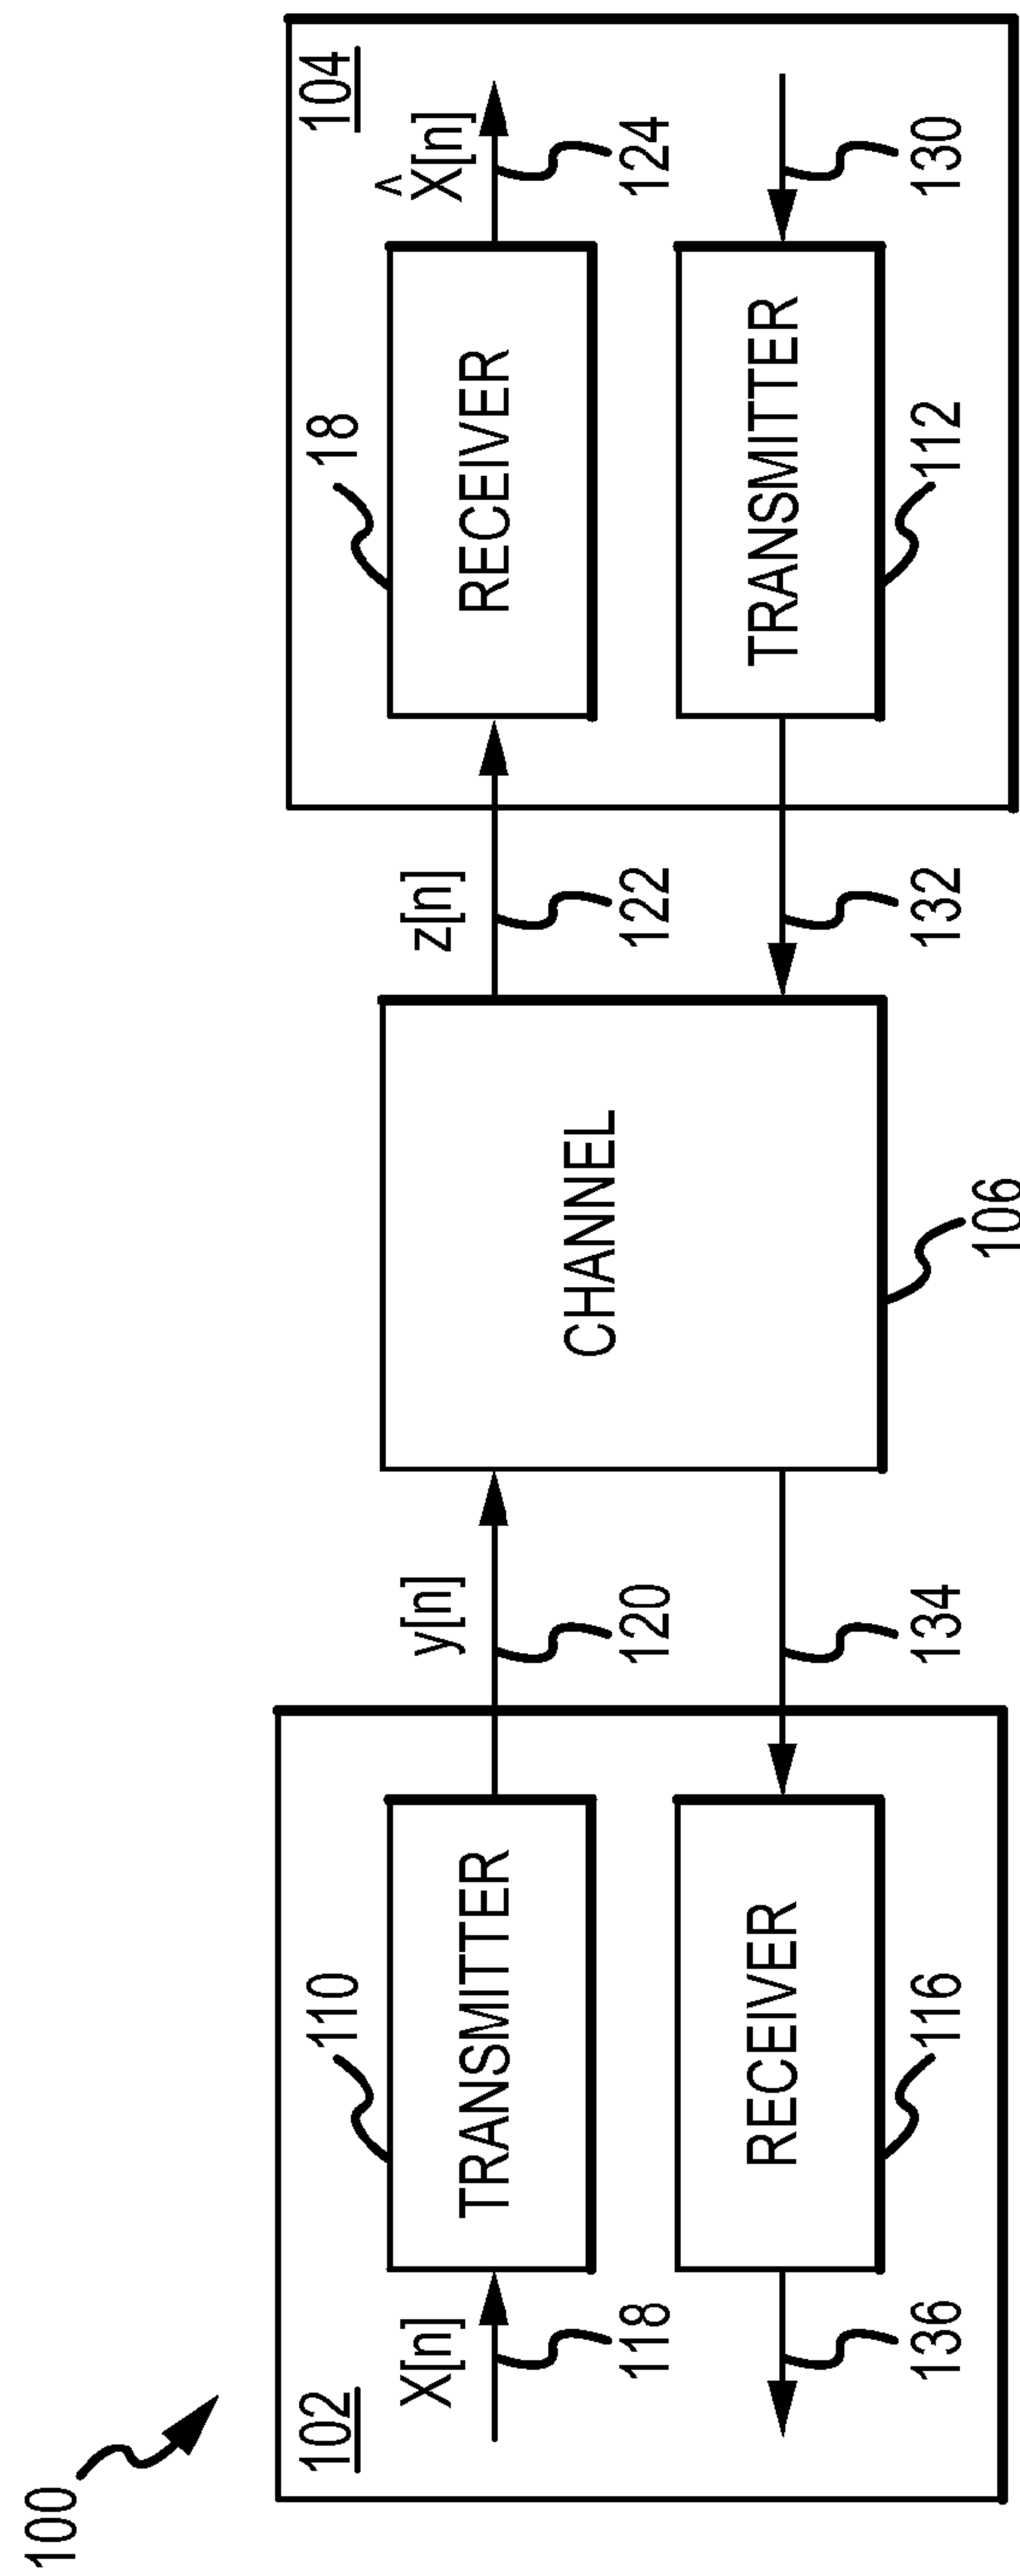 100
102
104
X[n]
118
110
TRANSMITTER
y[n]
120
CHANNEL
106
z[n]
122
18
RECEIVER
^
X[n]
124
136
RECEIVER
116
134
132
TRANSMITTER
112
130